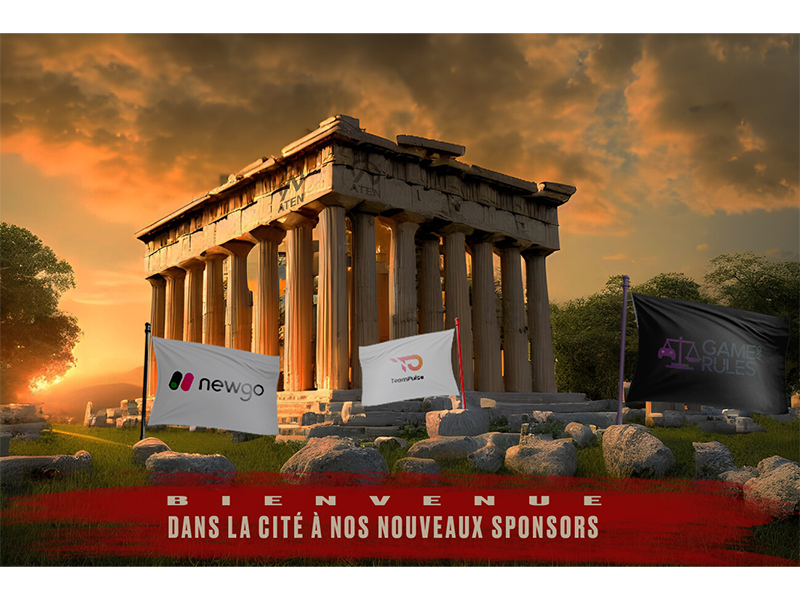 ATEN
ATEN
newgo
TeamPulse
GAME
RULES
BIENVENUE
DANS LA CITÉ À NOS NOUVEAUX SPONSORS